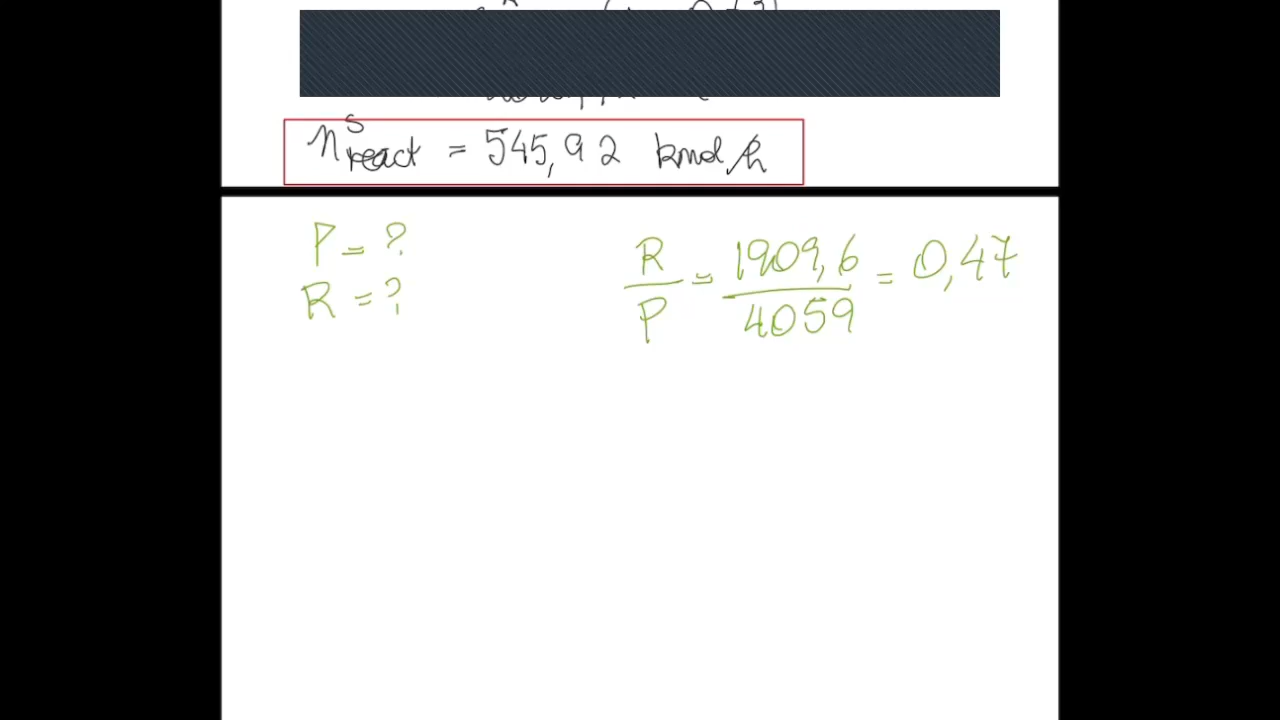 n^s react = 545,92 kmol/h
P = ?
R = ?
R/P = 1909,6/4059 = 0,47